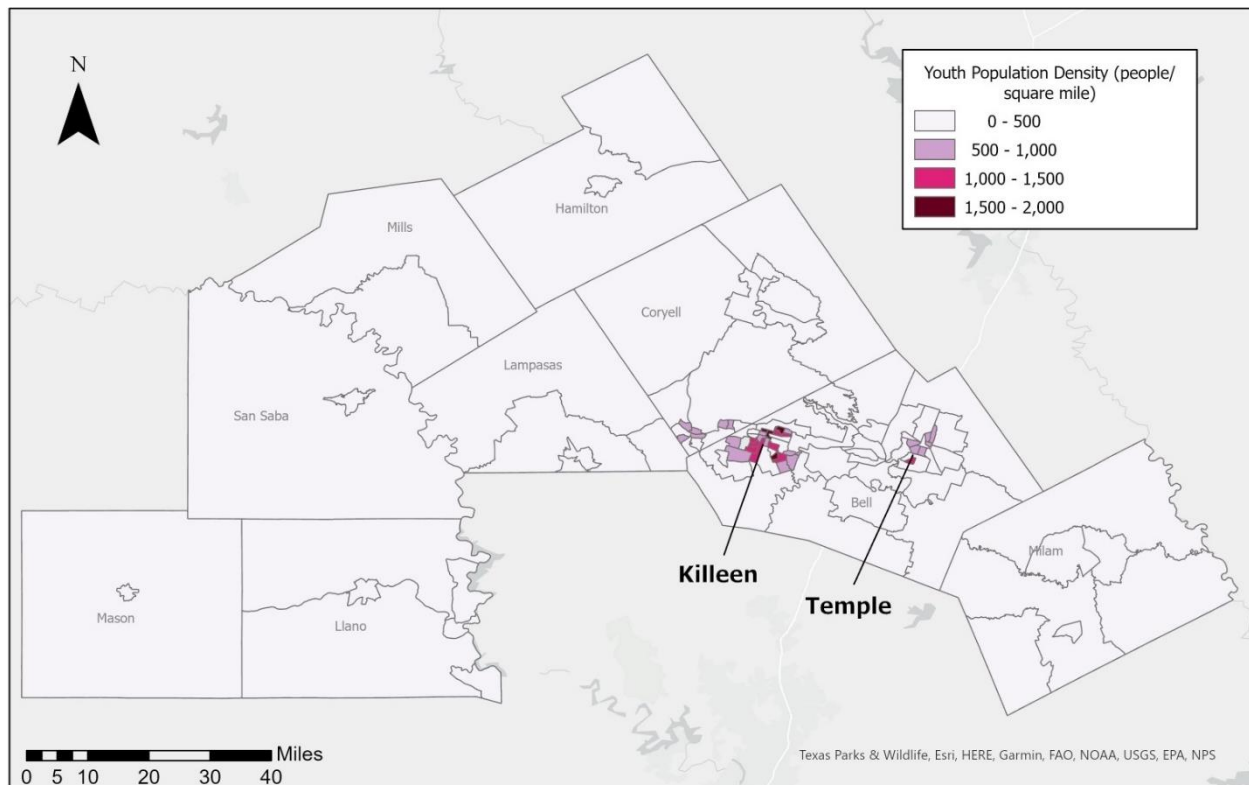 N
Youth Population Density (people/
square mile)
0 - 500
500 - 1,000
1,000 - 1,500
1,500 - 2,000
Hamilton
Mills
Coryell
Lampasas
San Saba
Bell
Killeen
Milam
Temple
Mason
Llano
Miles
0 5 10 20 30 40
Texas Parks & Wildlife, Esri, HERE, Garmin, FAO, NOAA, USGS, EPA, NPS